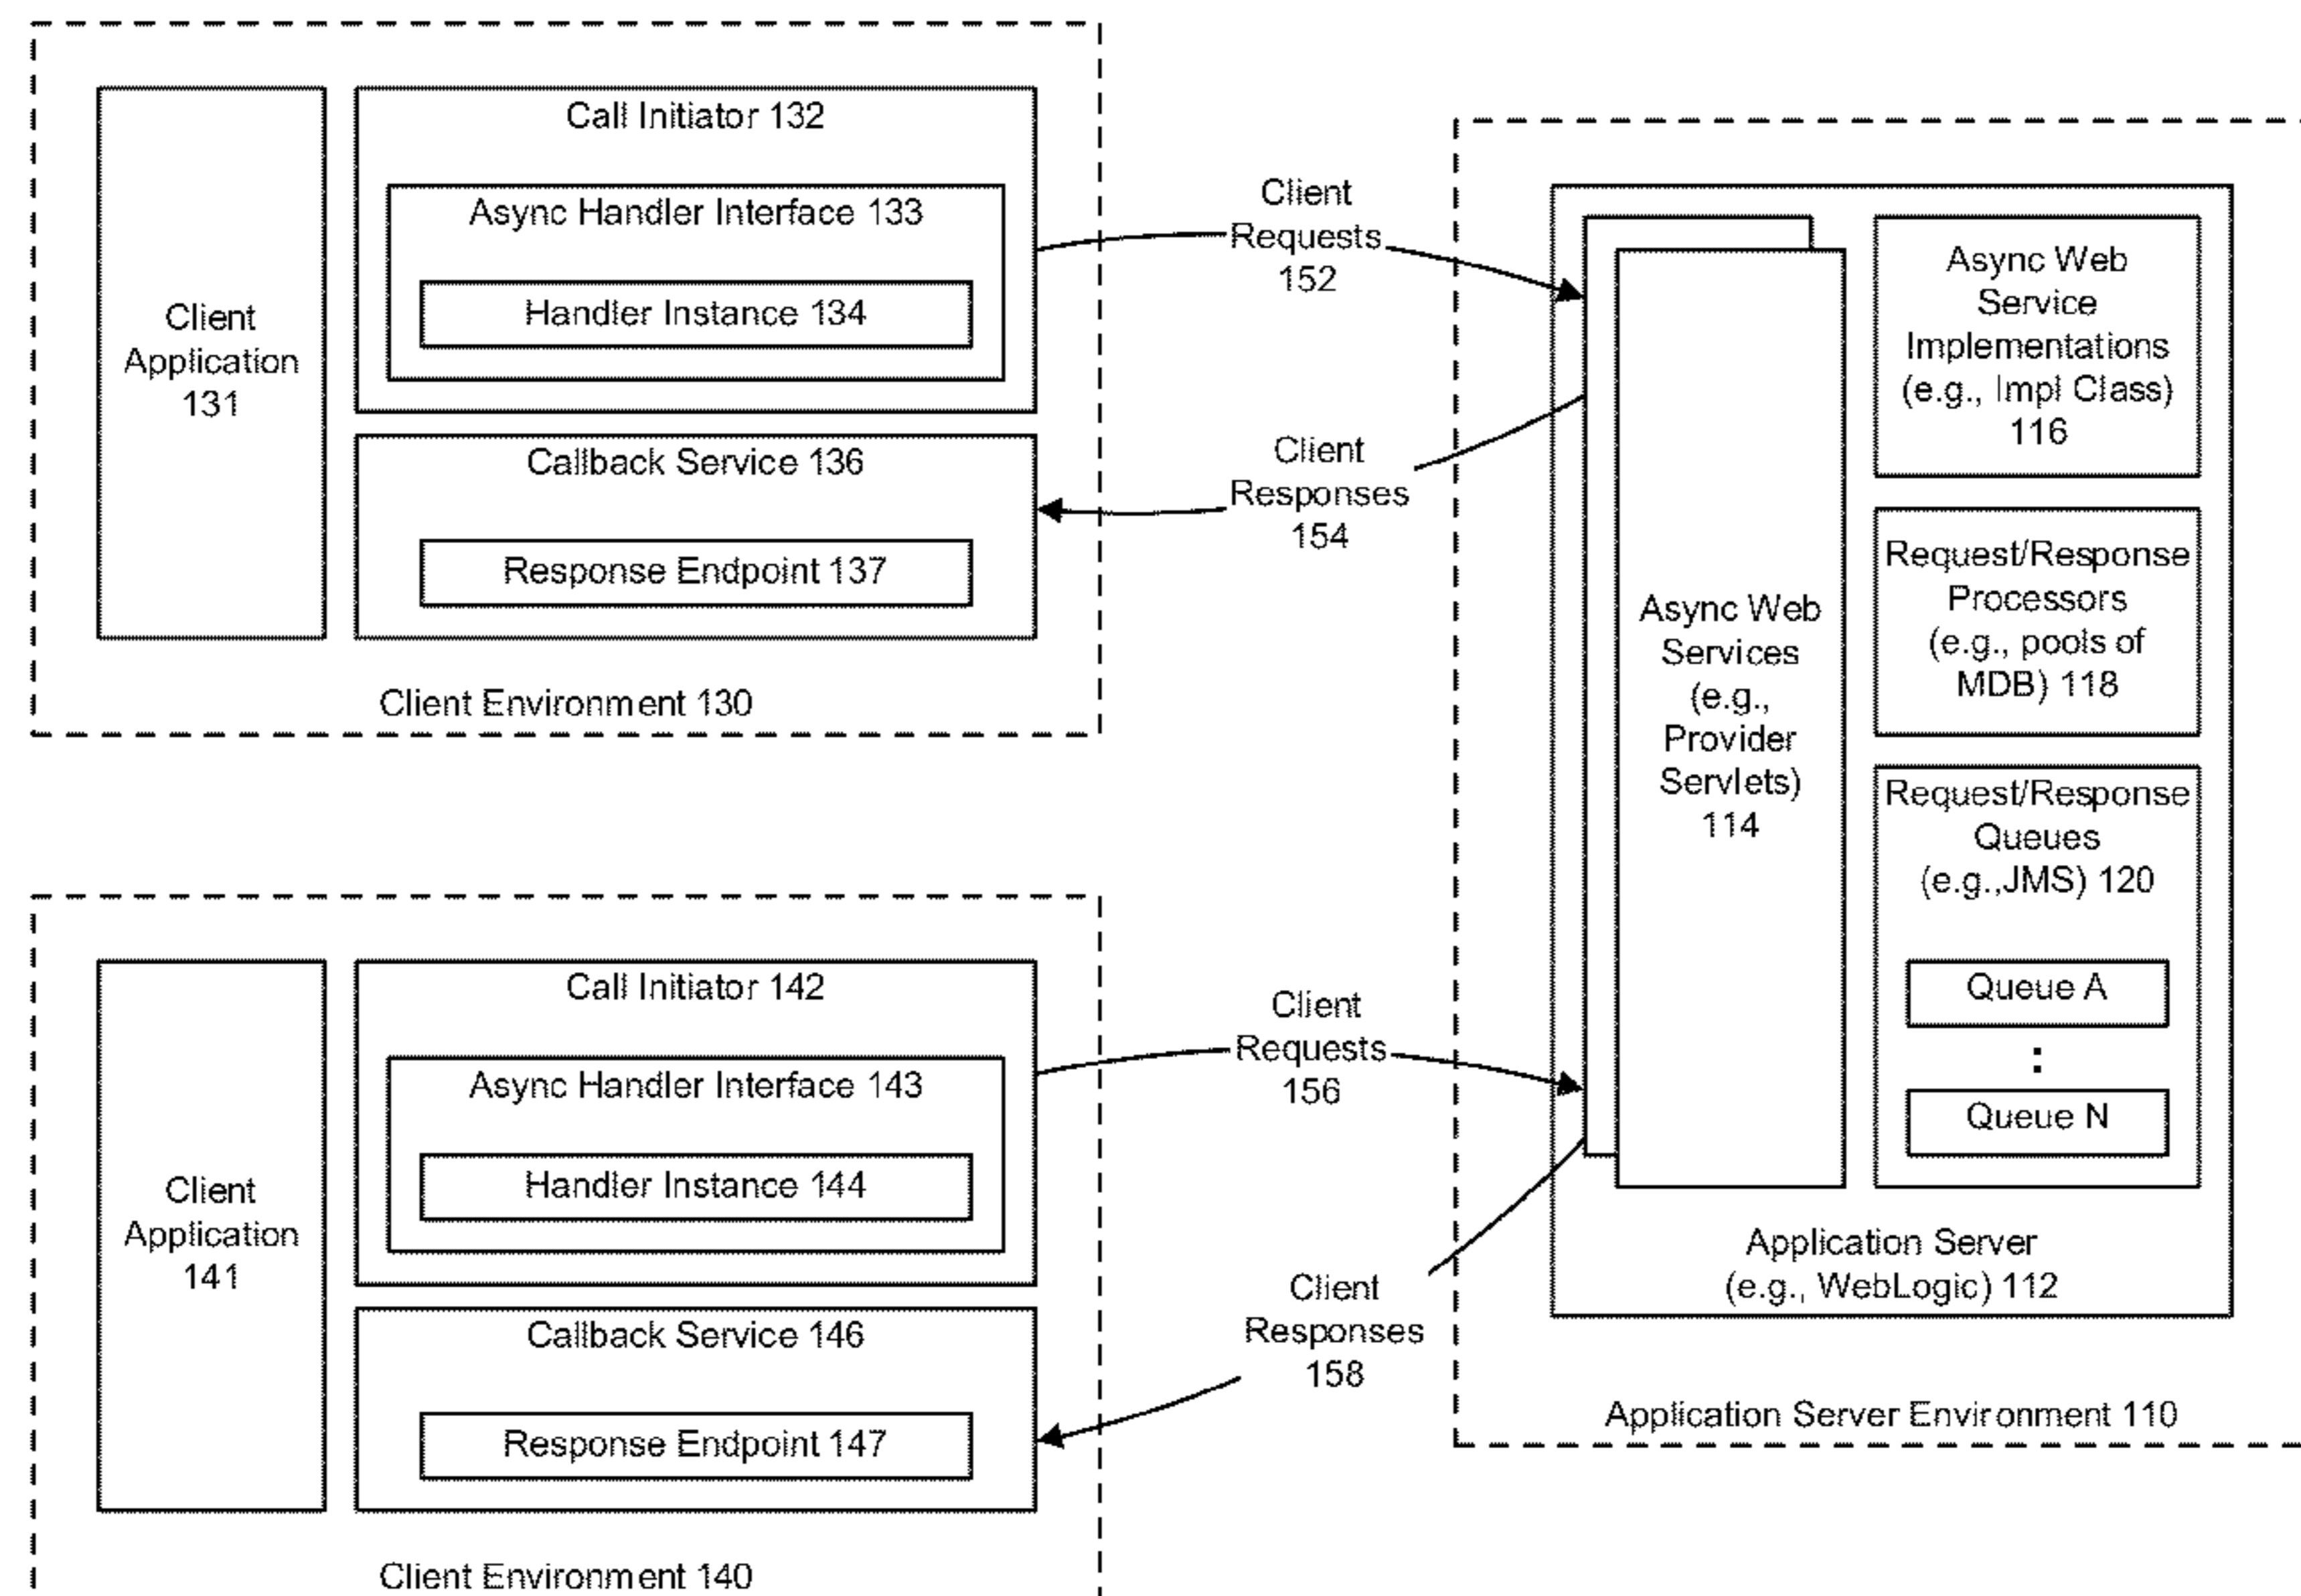 Call Initiator 132
Async Handler Interface 133
Handler Instance 134
Client
Application
131
Callback Service 136
Response Endpoint 137
Client Environment 130
Client
Requests
152
Client
Responses
154
Call Initiator 142
Async Handler Interface 143
Handler Instance 144
Client
Application
141
Callback Service 146
Response Endpoint 147
Client Environment 140
Client
Requests
156
Client
Responses
158
Async Web
Services
(e.g.,
Provider
Servlets)
114
Async Web
Service
Implementations
(e.g., Impl Class)
116
Request/Response
Processors
(e.g., pools of
MDB) 118
Request/Response
Queues
(e.g.,JMS) 120
Queue A
:
Queue N
Application Server
(e.g., WebLogic) 112
Application Server Environment 110